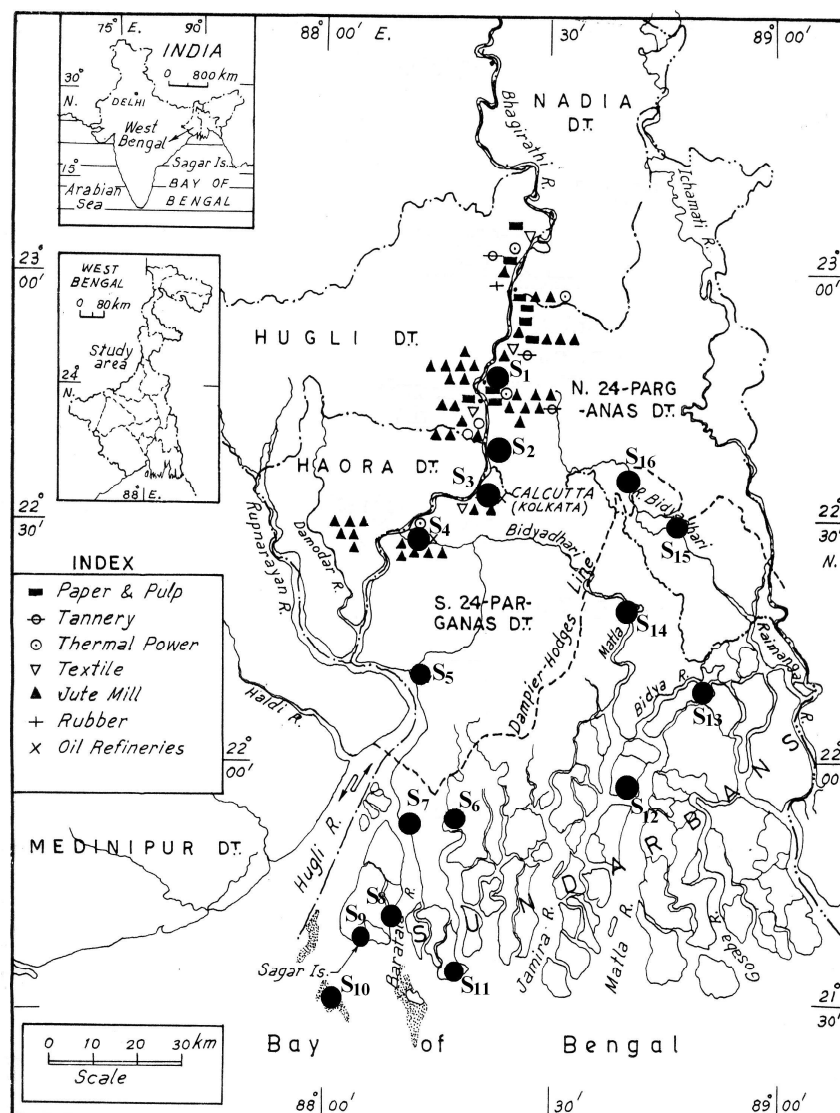 75° E. 90°
INDIA
0 800 km
30°
N.
DELHI
West
Bengal
Sagar Is.
15°
Arabian
Sea
BAY OF
BENGAL
88° 00' E.
30'
89° 00'
NADIA
DT.
Bhagirathi R.
Ichamati R.
23°
00'
23°
00'
WEST
BENGAL
0 80 km
Study
area
24°
N
88° E.
HUGLI DT.
S1
N. 24-PARG
-ANAS DT.
S2
HAORA DT.
S3
CALCUTTA
(KOLKATA)
S16
R. Bidyadhari
S15
22°
30'
22°
30'
N.
S4
Bidyadhari
Rupnarayan R.
Damodar R.
INDEX
Paper & Pulp
Tannery
Thermal Power
Textile
Jute Mill
Rubber
Oil Refineries
S. 24-PAR-
GANAS DT.
Dampier Hodges Line
S14
Matla
Raimangal R.
S5
Bidya R.
S13
Haldi R.
22°
00'
22°
00'
S7
S6
S12
MEDINIPUR DT.
Hugli R.
SUNDARBANS
S8
S9
Baratala R.
Sagar Is.
S10
S11
Jamira R.
Matla R.
Gosaba R.
21°
30'
0 10 20 30 km
Scale
Bay of Bengal
88° 00'
30'
89° 00'